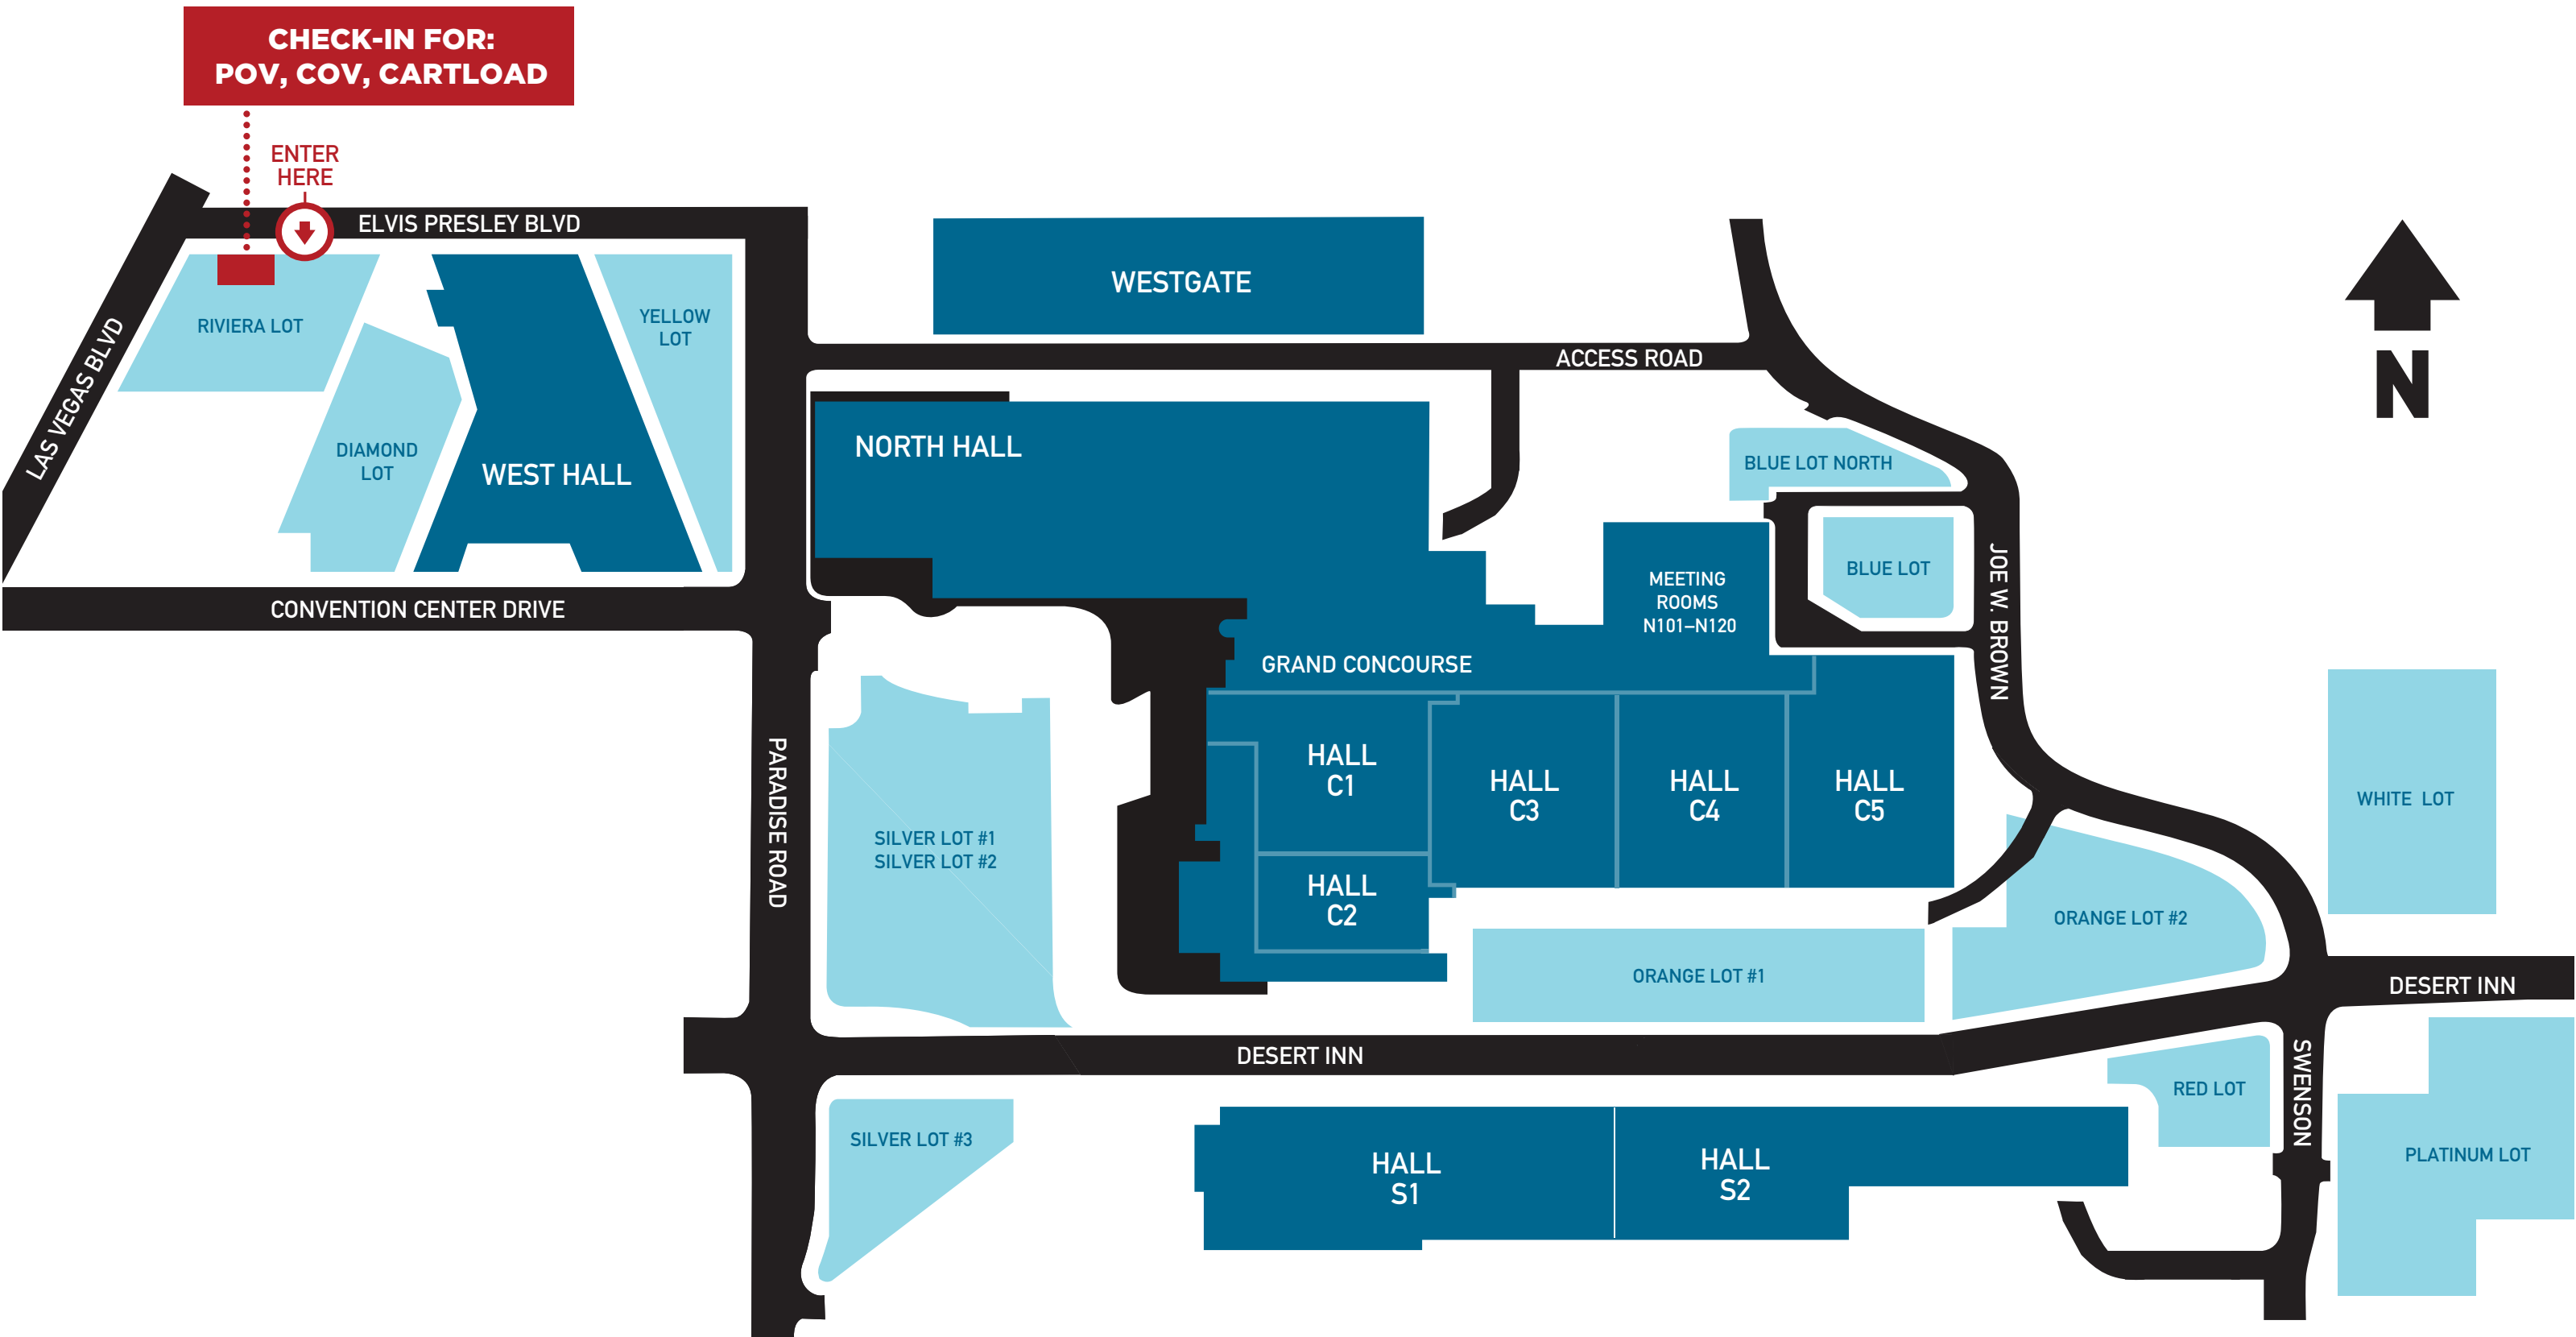 CHECK-IN FOR:
POV, COV, CARTLOAD
ENTER
HERE
ELVIS PRESLEY BLVD
LAS VEGAS BLVD
RIVIERA LOT
DIAMOND
LOT
WEST HALL
YELLOW
LOT
CONVENTION CENTER DRIVE
WESTGATE
ACCESS ROAD
N
NORTH HALL
BLUE LOT NORTH
BLUE LOT
MEETING
ROOMS
N101–N120
JOE W. BROWN
GRAND CONCOURSE
PARADISE ROAD
SILVER LOT #1
SILVER LOT #2
HALL
C1
HALL
C2
HALL
C3
HALL
C4
HALL
C5
WHITE LOT
ORANGE LOT #2
ORANGE LOT #1
DESERT INN
DESERT INN
SWENSON
RED LOT
PLATINUM LOT
SILVER LOT #3
HALL
S1
HALL
S2